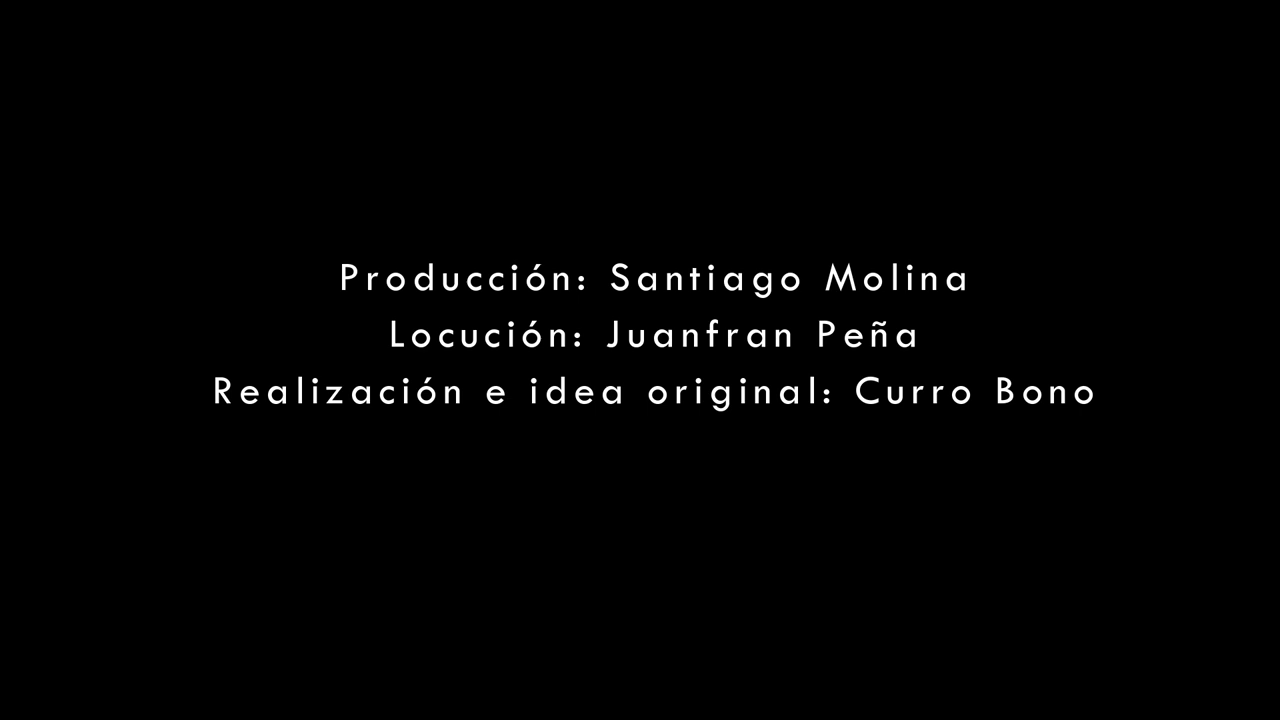 Producción: Santiago Molina
Locución: Juanfran Peña
Realización e idea original: Curro Bono